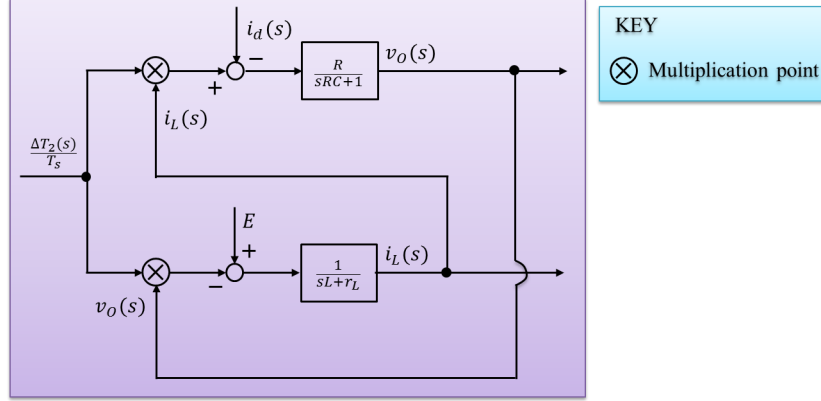 i_d(s)
−
R
sRC+1
v_O(s)
+
i_L(s)
ΔT_2(s)
T_s
E
+
−
1
sL+r_L
i_L(s)
v_O(s)
KEY
Multiplication point